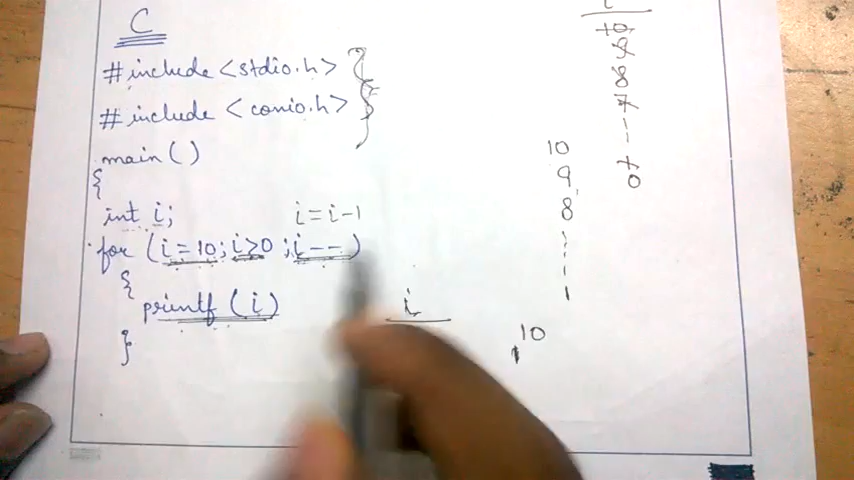 C
#include <stdio.h>
#include <conio.h>
main()
{
int i;
i=i-1
for (i=10; i>0 ;i--)
{
printf (i)
}
i
10
10
9
8
1
i
10
9
8
7
0